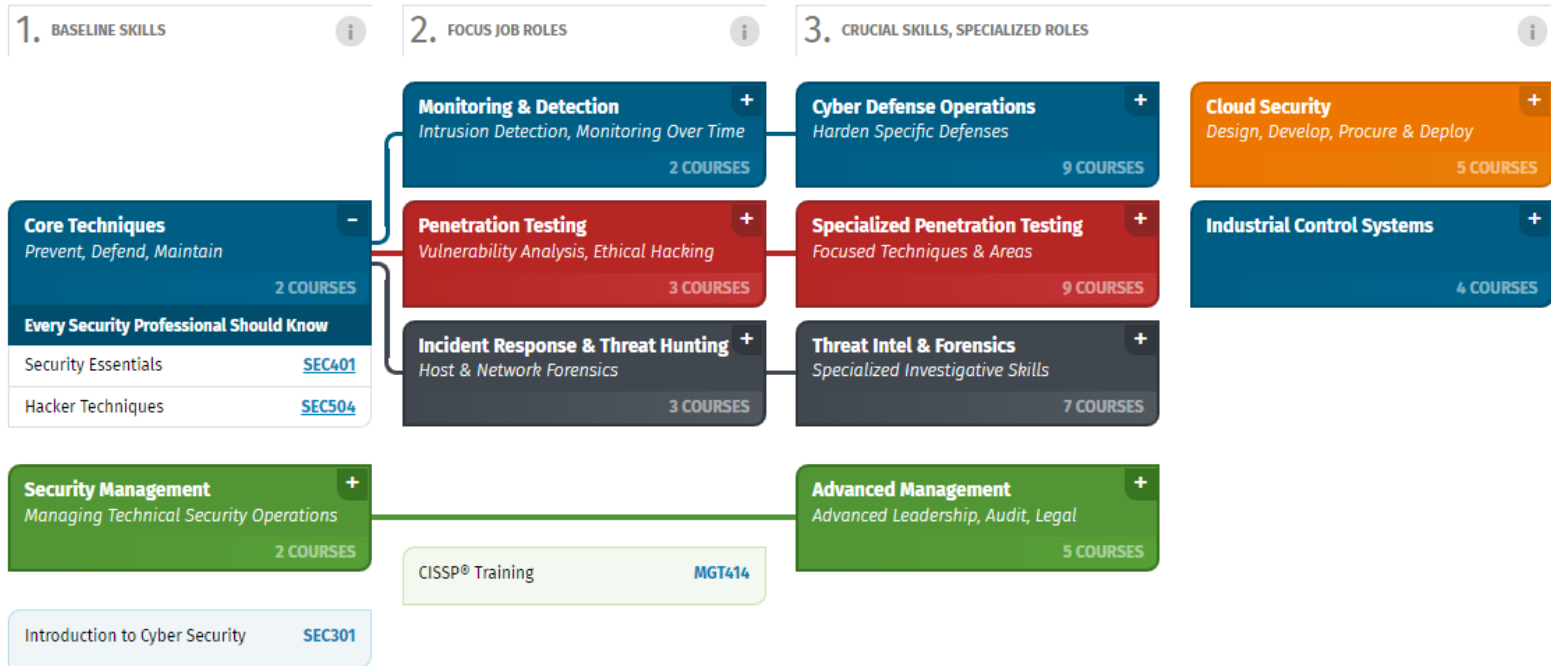 1. BASELINE SKILLS
i
2. FOCUS JOB ROLES
i
3. CRUCIAL SKILLS, SPECIALIZED ROLES
i
Core Techniques
-
Prevent, Defend, Maintain
2 COURSES
Every Security Professional Should Know
Security Essentials SEC401
Hacker Techniques SEC504
Security Management
+
Managing Technical Security Operations
2 COURSES
Introduction to Cyber Security SEC301
Monitoring & Detection
+
Intrusion Detection, Monitoring Over Time
2 COURSES
Penetration Testing
+
Vulnerability Analysis, Ethical Hacking
3 COURSES
Incident Response & Threat Hunting
+
Host & Network Forensics
3 COURSES
CISSP® Training MGT414
Cyber Defense Operations
+
Harden Specific Defenses
9 COURSES
Specialized Penetration Testing
+
Focused Techniques & Areas
9 COURSES
Threat Intel & Forensics
+
Specialized Investigative Skills
7 COURSES
Advanced Management
+
Advanced Leadership, Audit, Legal
5 COURSES
Cloud Security
+
Design, Develop, Procure & Deploy
5 COURSES
Industrial Control Systems
+
4 COURSES